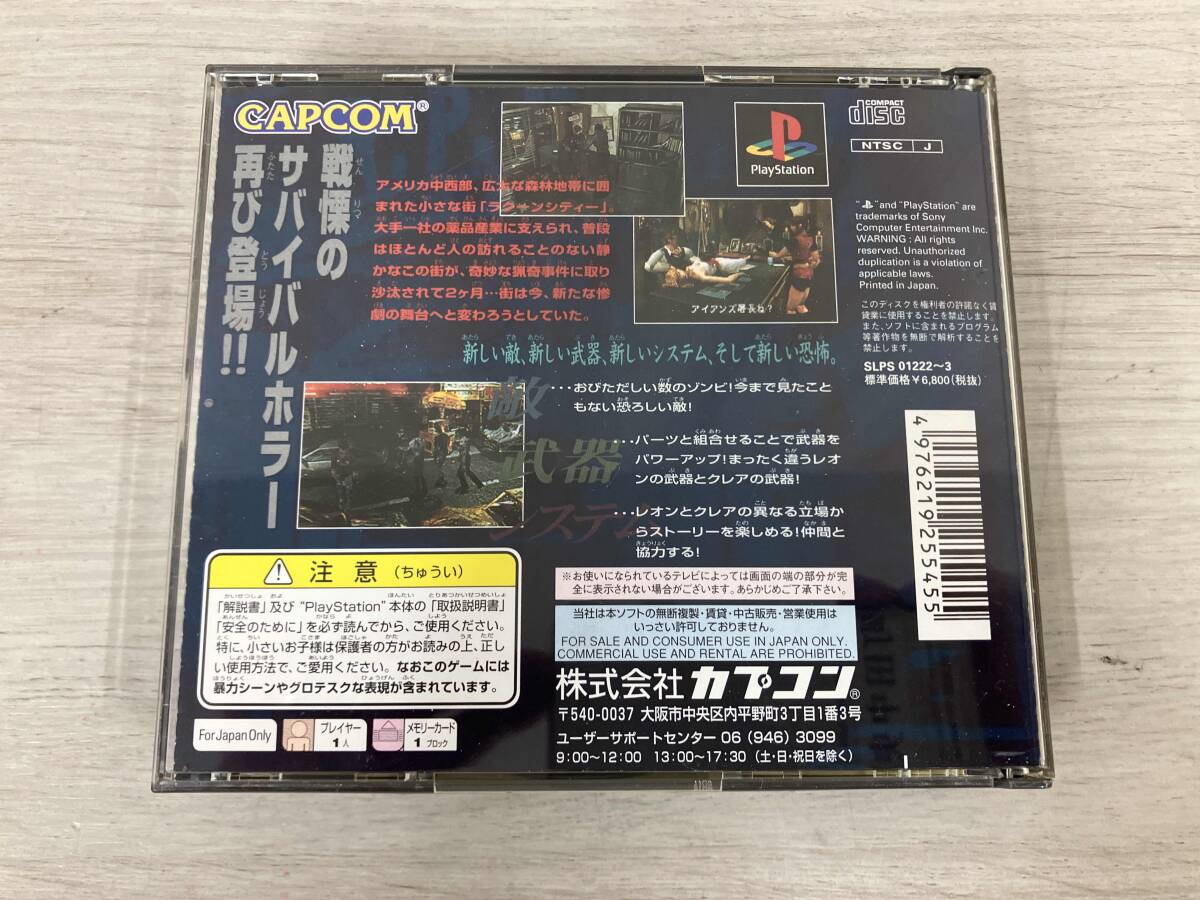 CAPCOM®
戦慄の
サバイバルホラー
再び登場!!
アメリカ中西部、広大な森林地帯に囲
まれた小さな街「ラクーンシティー」。
大手一社の薬品産業に支えられ、普段
はほとんど人の訪れることのない静
かなこの街が、奇妙な猟奇事件に取り
沙汰されて2ヶ月…街は今、新たな惨
劇の舞台へと変わろうとしていた。
アイアンズ署長ね?
新しい敵、新しい武器、新しいシステム、そして新しい恐怖。
敵
…おびただしい数のゾンビ!今まで見たこと
もない恐ろしい敵!
武器
…パーツと組合せることで武器を
パワーアップ!まったく違うレオ
ンの武器とクレアの武器!
システム
…レオンとクレアの異なる立場か
らストーリーを楽しめる!仲間と
協力する!
PlayStation
COMPACT
disc
NTSC J
"PS" and "PlayStation" are
trademarks of Sony
Computer Entertainment Inc.
WARNING : All rights
reserved. Unauthorized
duplication is a violation of
applicable laws.
Printed in Japan.
このディスクを権利者の許諾なく賃
貸業に使用することを禁止します。
また、ソフトに含まれるプログラム
等著作物を無断で解析することを
禁止します。
SLPS 01222〜3
標準価格¥6,800(税抜)
4976219255455
注意(ちゅうい)
「解説書」及び "PlayStation" 本体の「取扱説明書」
「安全のために」を必ず読んでから、ご使用ください。
特に、小さいお子様は保護者の方がお読みの上、正し
い使用方法で、ご愛用ください。なおこのゲームには
暴力シーンやグロテスクな表現が含まれています。
For Japan Only
プレイヤー
1人
メモリーカード
1ブロック
※お使いになられているテレビによっては画面の端の部分が完
全に表示されない場合がございます。あらかじめご了承下さい。
当社は本ソフトの無断複製・賃貸・中古販売・営業使用は
いっさい許可しておりません。
FOR SALE AND CONSUMER USE IN JAPAN ONLY.
COMMERCIAL USE AND RENTAL ARE PROHIBITED.
株式会社カプコン®
〒540-0037 大阪市中央区内平野町3丁目1番3号
ユーザーサポートセンター 06 (946) 3099
9:00〜12:00 13:00〜17:30 (土・日・祝日を除く)